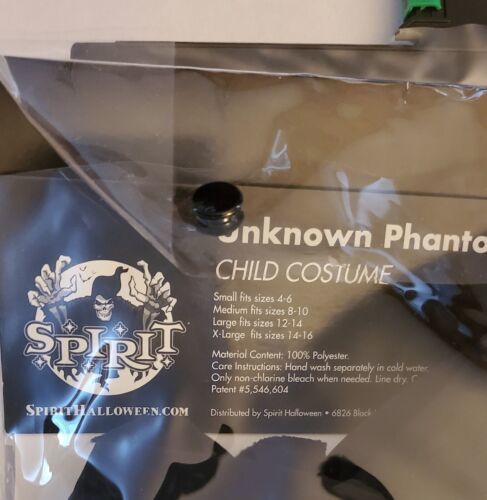 Unknown Phanto
CHILD COSTUME
Small fits sizes 4-6
Medium fits sizes 8-10
Large fits sizes 12-14
X-Large fits sizes 14-16
Material Content: 100% Polyester.
Care Instructions: Hand wash separately in cold water.
Only non-chlorine bleach when needed. Line dry.
Patent #5,546,604
Distributed by Spirit Halloween • 6826 Black
SPIRIT
SPIRITHALLOWEEN.COM